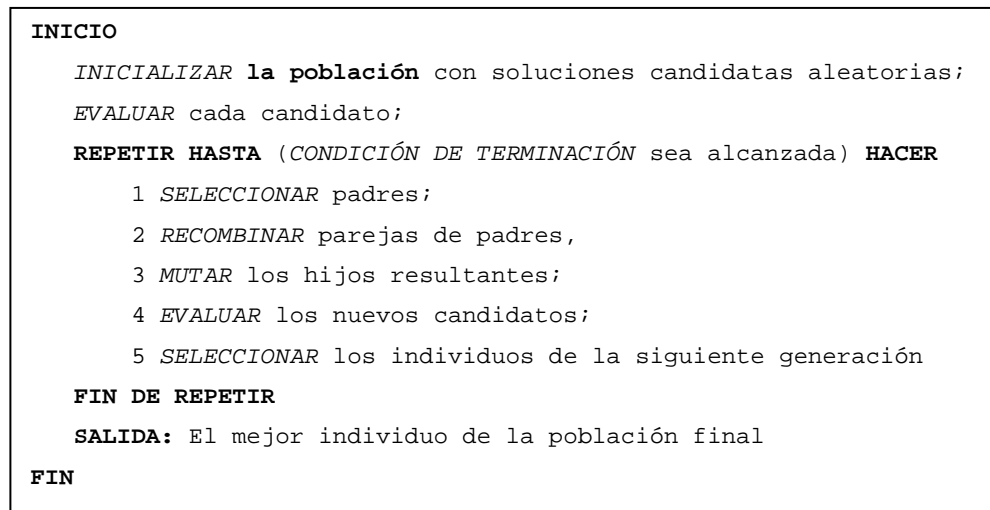 INICIO
INICIALIZAR la población con soluciones candidatas aleatorias;
EVALUAR cada candidato;
REPETIR HASTA (CONDICIÓN DE TERMINACIÓN sea alcanzada) HACER
1 SELECCIONAR padres;
2 RECOMBINAR parejas de padres,
3 MUTAR los hijos resultantes;
4 EVALUAR los nuevos candidatos;
5 SELECCIONAR los individuos de la siguiente generación
FIN DE REPETIR
SALIDA: El mejor individuo de la población final
FIN